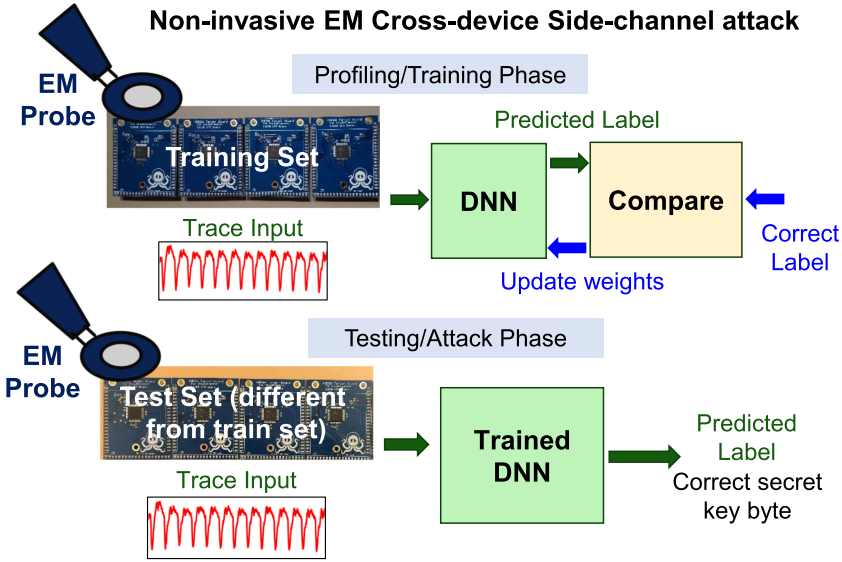 Non-invasive EM Cross-device Side-channel attack
Profiling/Training Phase
EM
Probe
Training Set
Predicted Label
DNN
Compare
Trace Input
Correct
Label
Update weights
Testing/Attack Phase
EM
Probe
Test Set (different
from train set)
Trained
DNN
Predicted
Label
Correct secret
key byte
Trace Input